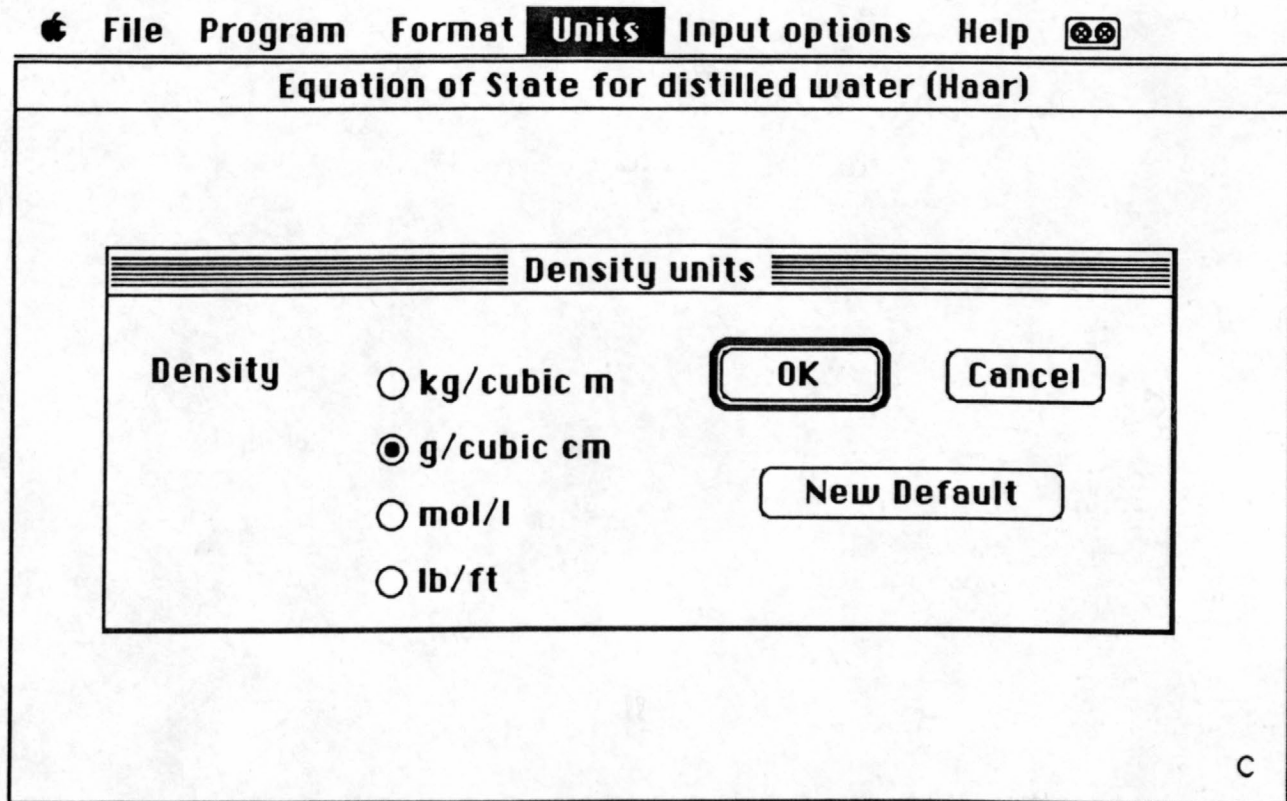 File Program Format Units Input options Help
Equation of State for distilled water (Haar)
Density units
Density
kg/cubic m
g/cubic cm
mol/l
lb/ft
OK
Cancel
New Default
C